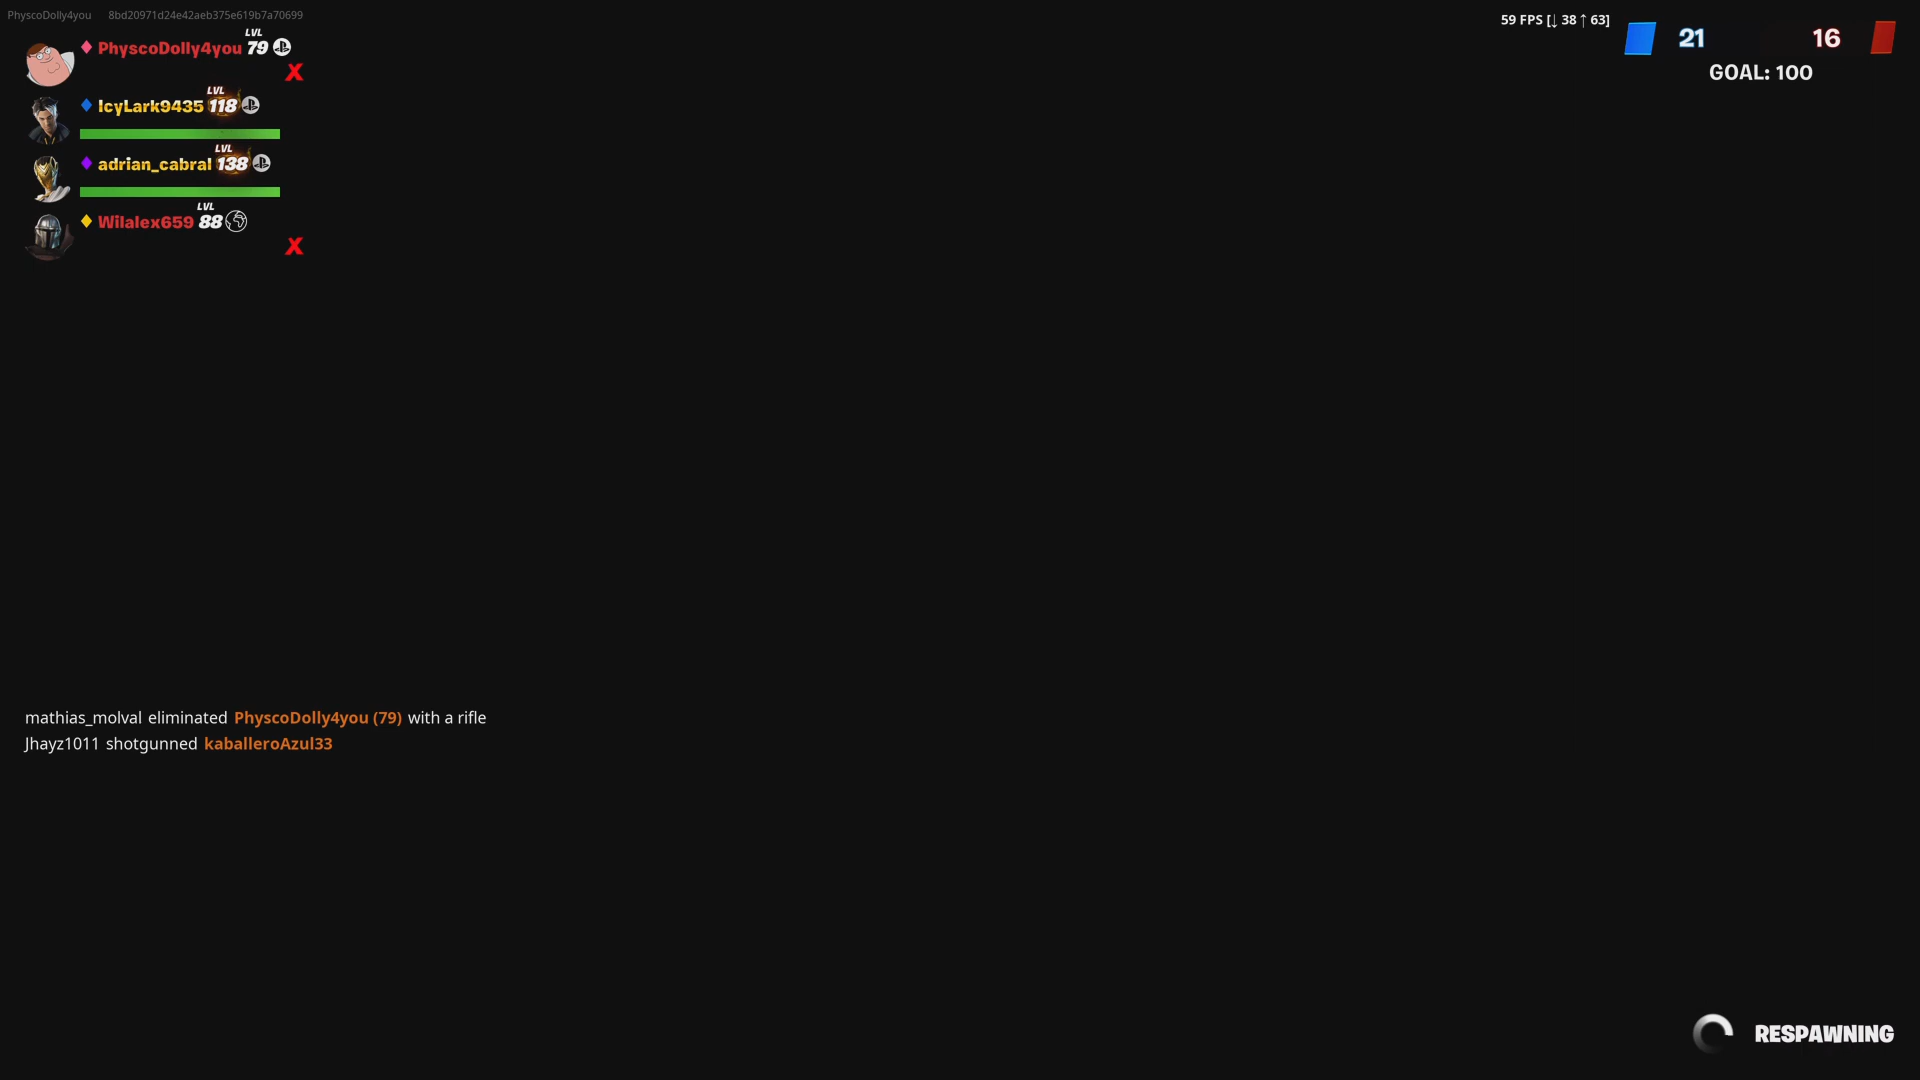 PhyscoDolly4you 8bd20971d24e42aeb375e619b7a70699
59 FPS [↓ 38 ↑ 63]
21 16
GOAL: 100
LVL
PhyscoDolly4you 79
X
LVL
IcyLark9435 118
LVL
adrian_cabral 138
LVL
Wilalex659 88
X
mathias_molval eliminated PhyscoDolly4you (79) with a rifle
Jhayz1011 shotgunned kaballeroAzul33
RESPAWNING